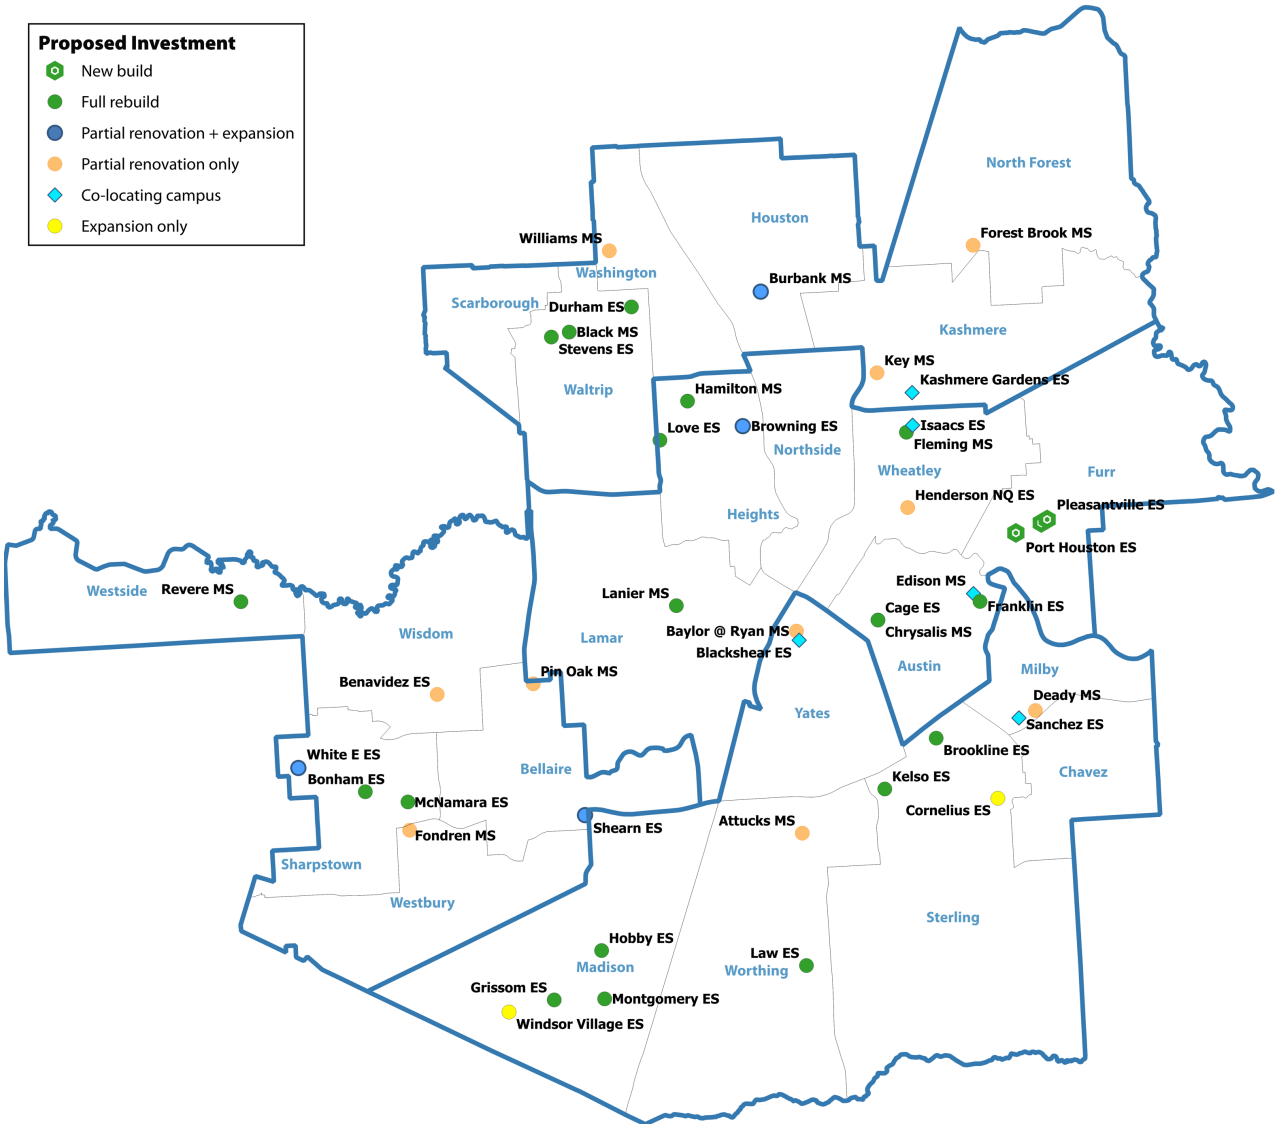 Proposed Investment
New build
Full rebuild
Partial renovation + expansion
Partial renovation only
Co-locating campus
Expansion only
North Forest
Houston
Forest Brook MS
Williams MS
Washington
Burbank MS
Scarborough
Durham ES
Black MS
Stevens ES
Kashmere
Key MS
Kashmere Gardens ES
Waltrip
Hamilton MS
Love ES
Browning ES
Isaacs ES
Fleming MS
Northside
Wheatley
Furr
Henderson NQ ES
Pleasantville ES
Heights
Port Houston ES
Westside
Revere MS
Lanier MS
Edison MS
Franklin ES
Cage ES
Chrysalis MS
Wisdom
Lamar
Baylor @ Ryan MS
Blackshear ES
Austin
Milby
Pin Oak MS
Benavidez ES
Deady MS
Yates
Sanchez ES
White E ES
Brookline ES
Bonham ES
Bellaire
Chavez
Kelso ES
McNamara ES
Cornelius ES
Attucks MS
Shearn ES
Fondren MS
Sharpstown
Westbury
Sterling
Hobby ES
Law ES
Madison
Worthing
Grissom ES
Montgomery ES
Windsor Village ES